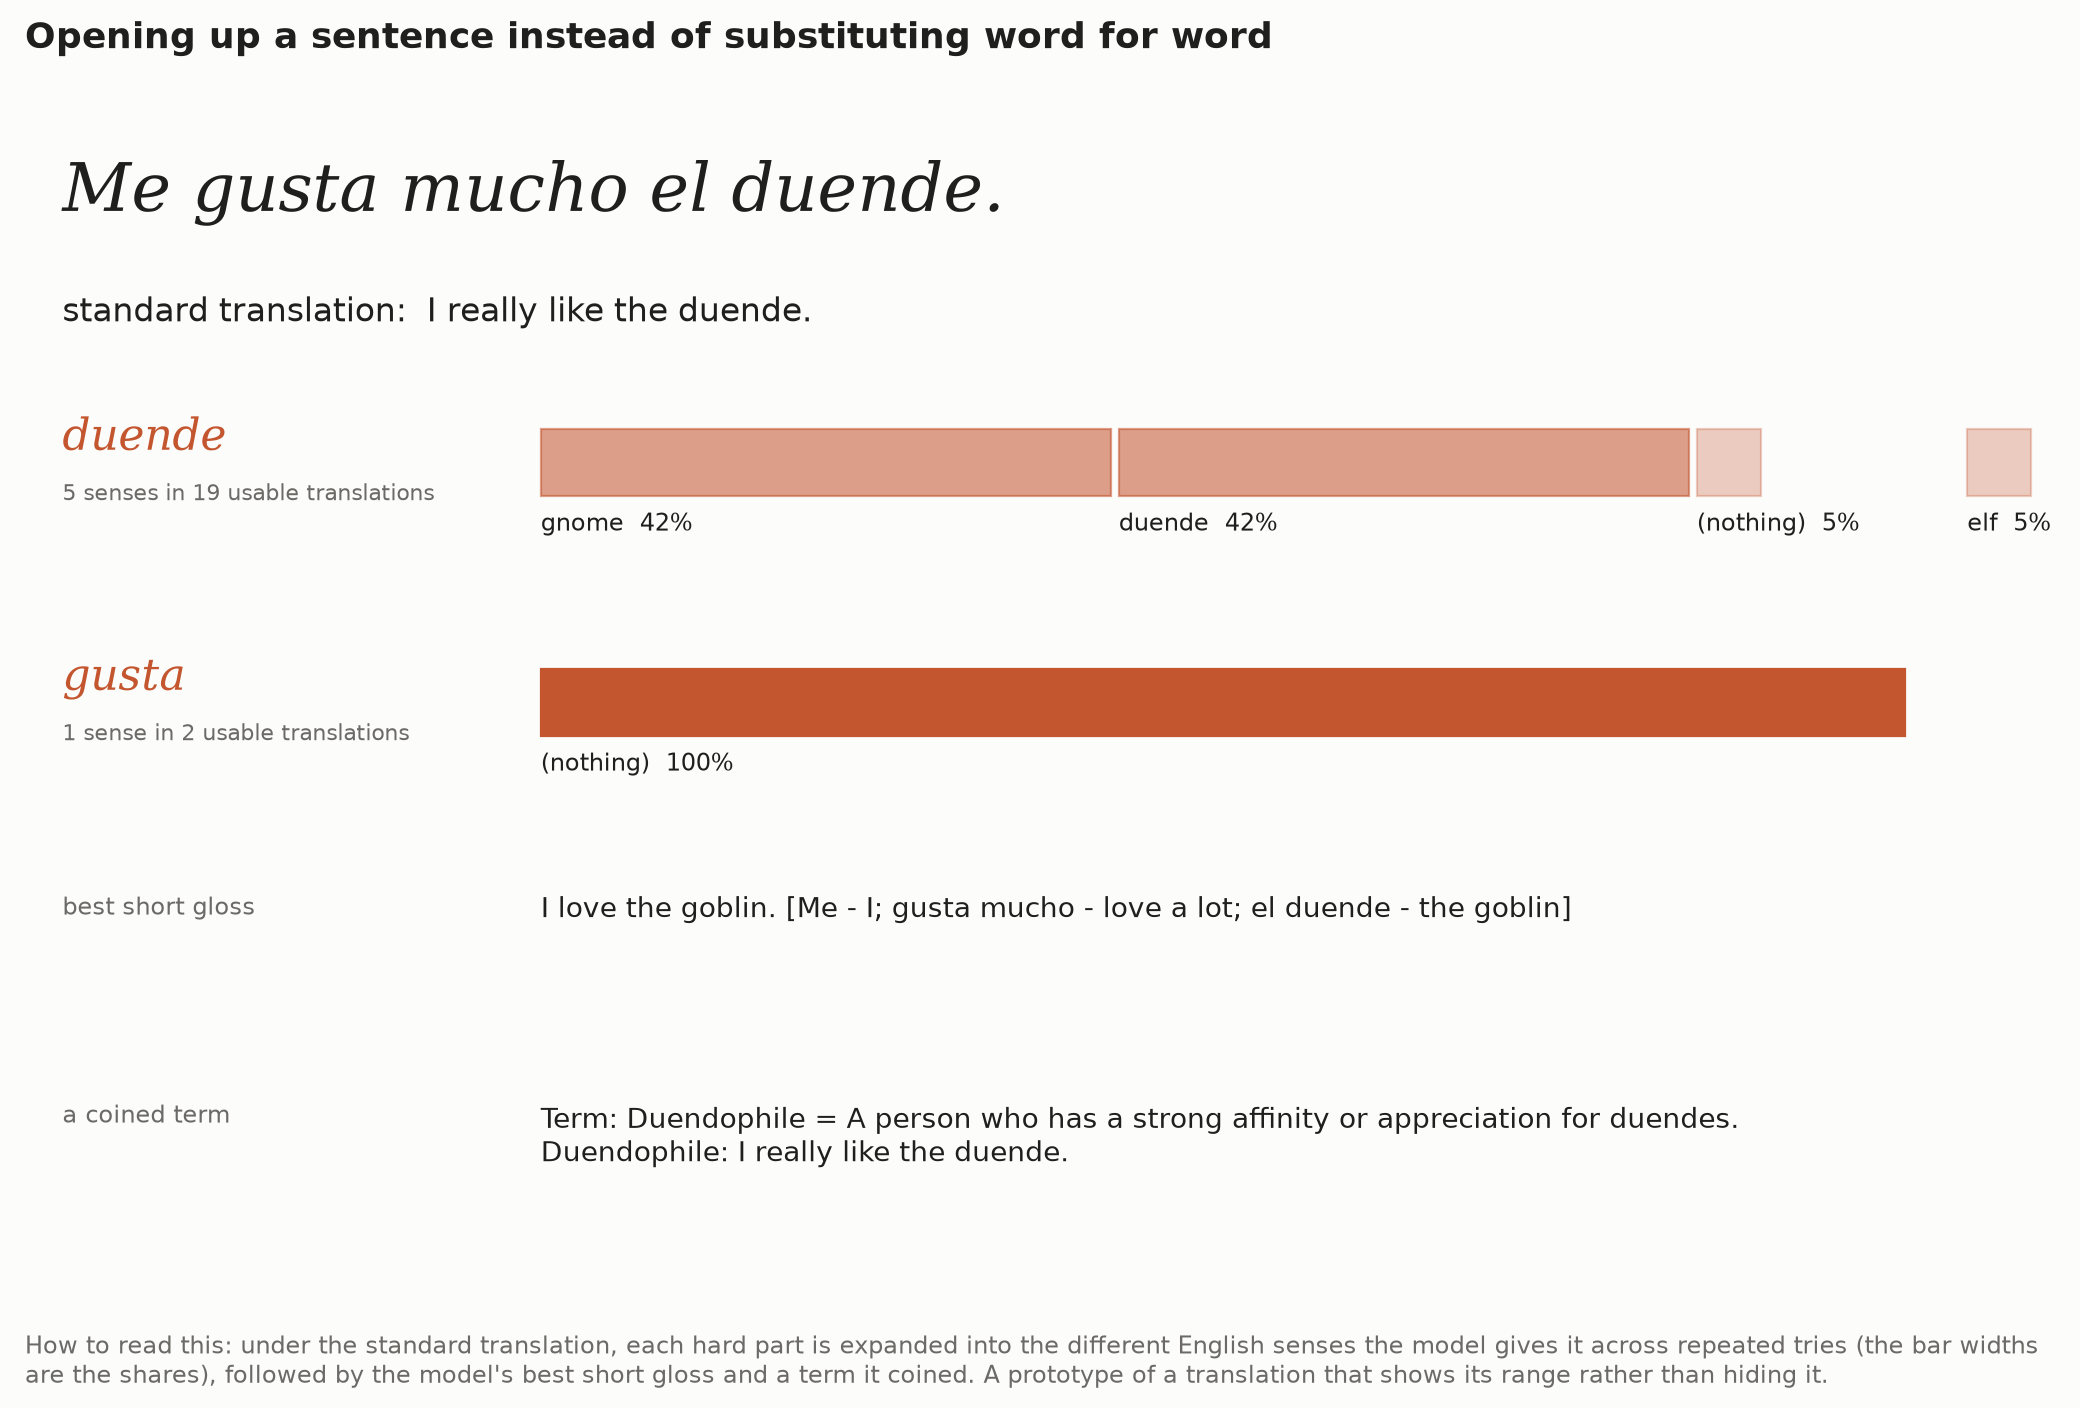 Opening up a sentence instead of substituting word for word
Me gusta mucho el duende.
standard translation:  I really like the duende.
duende
5 senses in 19 usable translations
gnome  42%
duende  42%
(nothing)  5%
elf  5%
gusta
1 sense in 2 usable translations
(nothing)  100%
best short gloss
I love the goblin. [Me - I; gusta mucho - love a lot; el duende - the goblin]
a coined term
Term: Duendophile = A person who has a strong affinity or appreciation for duendes.
Duendophile: I really like the duende.
How to read this: under the standard translation, each hard part is expanded into the different English senses the model gives it across repeated tries (the bar widths
are the shares), followed by the model's best short gloss and a term it coined. A prototype of a translation that shows its range rather than hiding it.